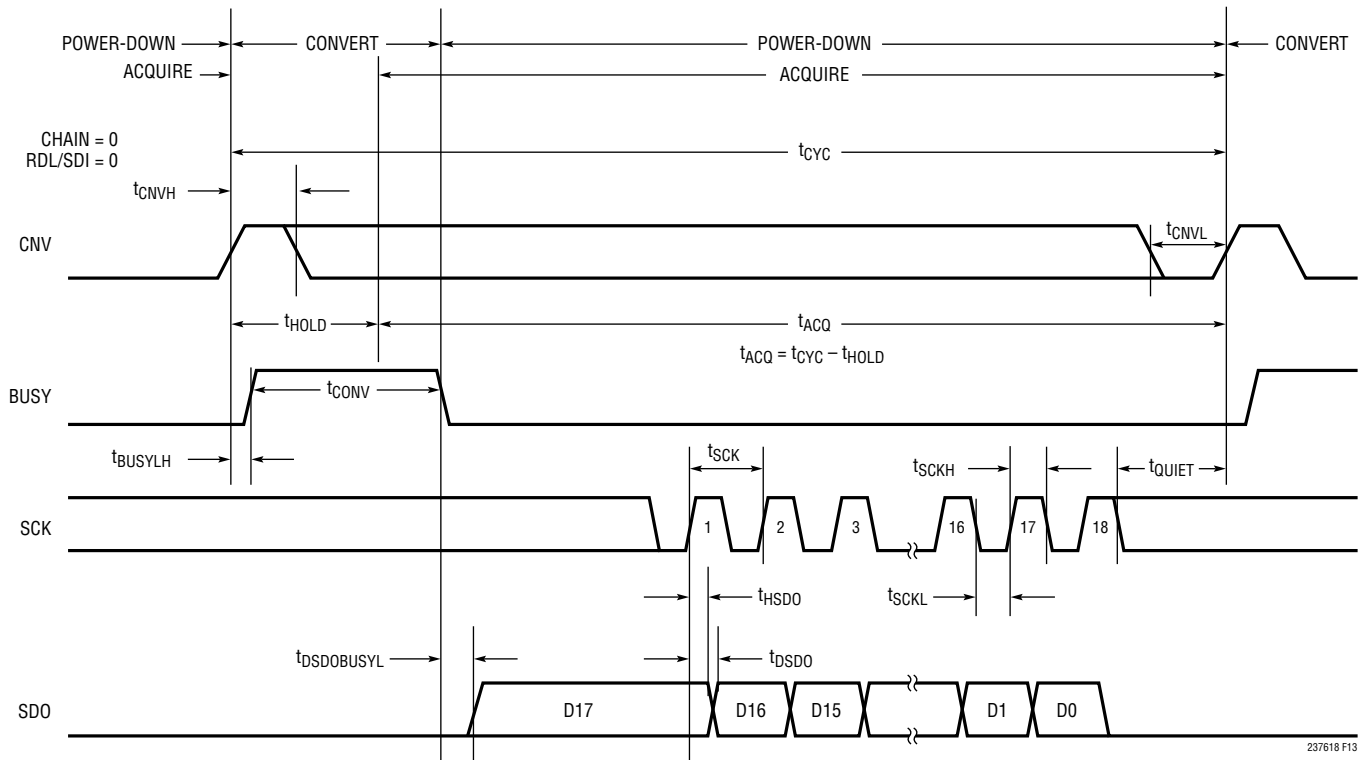 POWER-DOWN CONVERT POWER-DOWN CONVERT
ACQUIRE ACQUIRE
CHAIN = 0
RDL/SDI = 0
tCYC
tCNVH
CNV
tCNVL
tHOLD tACQ
tACQ = tCYC – tHOLD
BUSY
tCONV
tBUSYLH
tSCK tSCKH tQUIET
SCK 1 2 3 16 17 18
tHSDO tSCKL
tDSDOBUSYL tDSDO
SDO D17 D16 D15 D1 D0
237618 F13